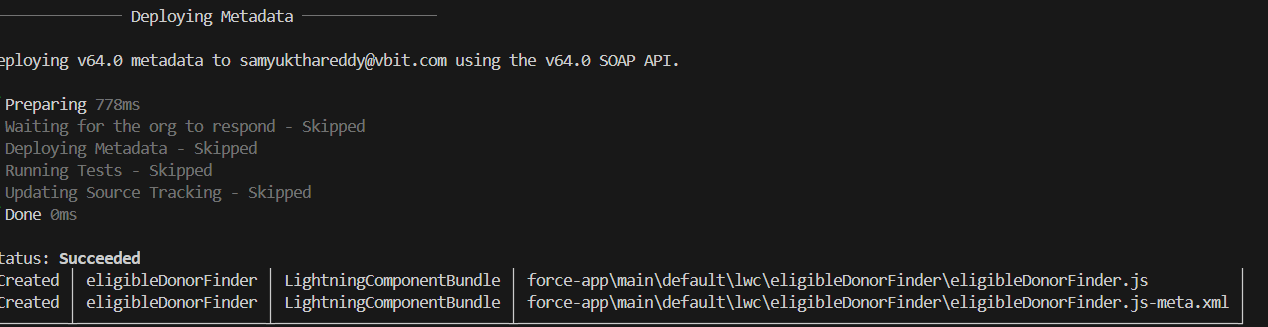 Deploying Metadata
eploying v64.0 metadata to samyukthareddy@vbit.com using the v64.0 SOAP API.
Preparing 778ms
Waiting for the org to respond - Skipped
Deploying Metadata - Skipped
Running Tests - Skipped
Updating Source Tracking - Skipped
Done 0ms
tatus: Succeeded
Created │ eligibleDonorFinder │ LightningComponentBundle │ force-app\main\default\lwc\eligibleDonorFinder\eligibleDonorFinder.js │
Created │ eligibleDonorFinder │ LightningComponentBundle │ force-app\main\default\lwc\eligibleDonorFinder\eligibleDonorFinder.js-meta.xml │